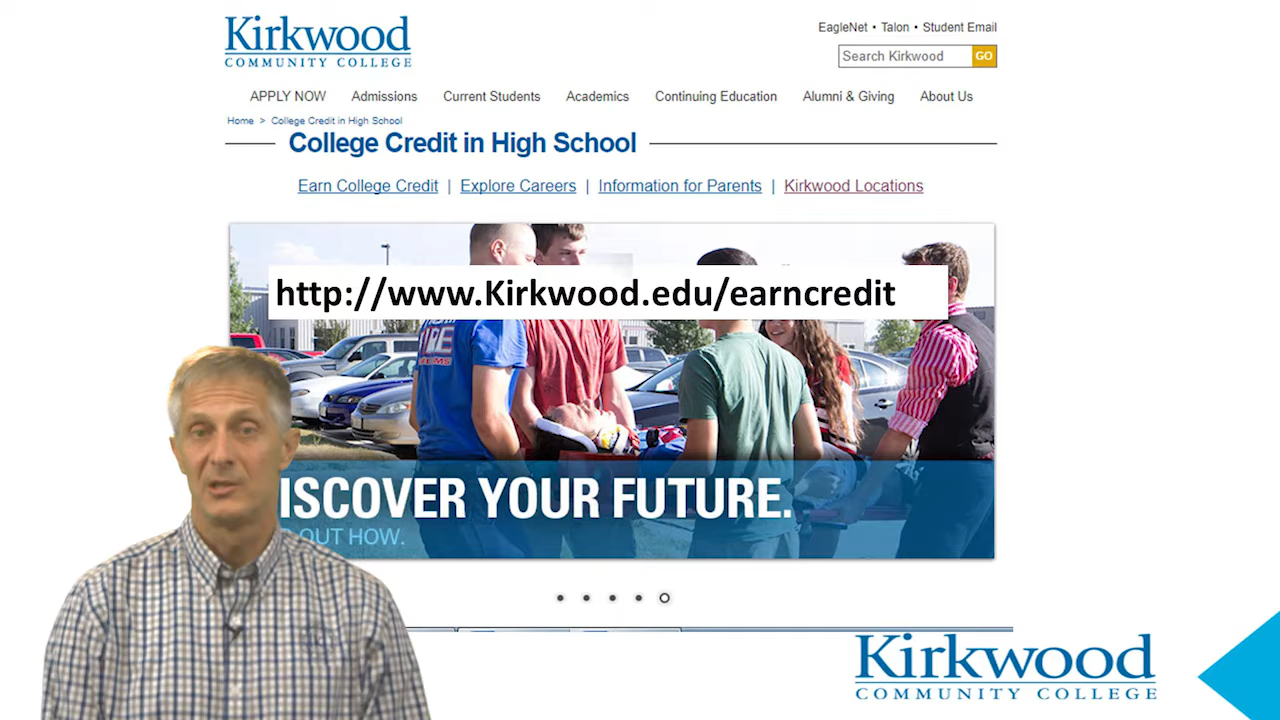 Kirkwood
COMMUNITY COLLEGE
EagleNet • Talon • Student Email
Search Kirkwood GO
APPLY NOW Admissions Current Students Academics Continuing Education Alumni & Giving About Us
Home > College Credit in High School
College Credit in High School
Earn College Credit | Explore Careers | Information for Parents | Kirkwood Locations
http://www.Kirkwood.edu/earncredit
ISCOVER YOUR FUTURE.
OUT HOW.
Kirkwood
COMMUNITY COLLEGE